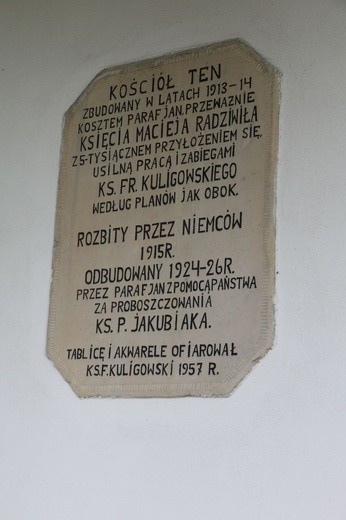 KOŚCIÓŁ TEN
ZBUDOWANY W LATACH 1913-14
KOSZTEM PARAFJAN, PRZEWAŻNIE
KSIĘCIA MACIEJA RADZIWIŁA
Z 5-TYSIĄCZNEM PRZYŁOŻENIEM SIĘ,
USILNĄ PRACĄ I ZABIEGAMI
KS. FR. KULIGOWSKIEGO
WEDŁUG PLANÓW JAK OBOK.
ROZBITY PRZEZ NIEMCÓW
1915R.
ODBUDOWANY 1924-26R.
PRZEZ PARAFJAN Z POMOCĄ PAŃSTWA
ZA PROBOSZCZOWANIA
KS. P. JAKUBIAKA.
TABLICĘ I AKWARELE OFIAROWAŁ
KS.F.KULIGOWSKI 1957 R.